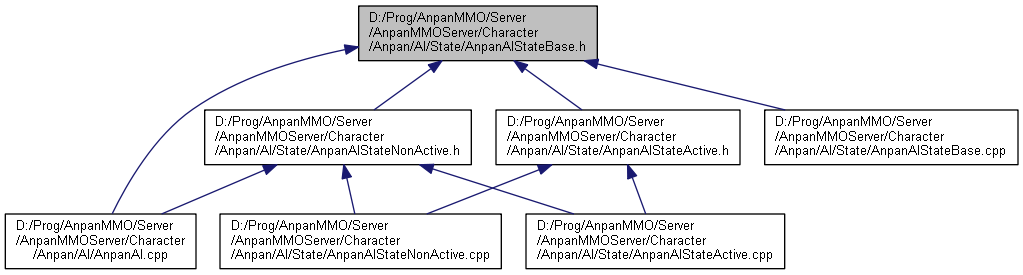 D:/Prog/AnpanMMO/Server
/AnpanMMOServer/Character
/Anpan/AI/State/AnpanAIStateBase.h
D:/Prog/AnpanMMO/Server
/AnpanMMOServer/Character
/Anpan/AI/State/AnpanAIStateNonActive.h
D:/Prog/AnpanMMO/Server
/AnpanMMOServer/Character
/Anpan/AI/State/AnpanAIStateActive.h
D:/Prog/AnpanMMO/Server
/AnpanMMOServer/Character
/Anpan/AI/State/AnpanAIStateBase.cpp
D:/Prog/AnpanMMO/Server
/AnpanMMOServer/Character
/Anpan/AI/AnpanAI.cpp
D:/Prog/AnpanMMO/Server
/AnpanMMOServer/Character
/Anpan/AI/State/AnpanAIStateNonActive.cpp
D:/Prog/AnpanMMO/Server
/AnpanMMOServer/Character
/Anpan/AI/State/AnpanAIStateActive.cpp